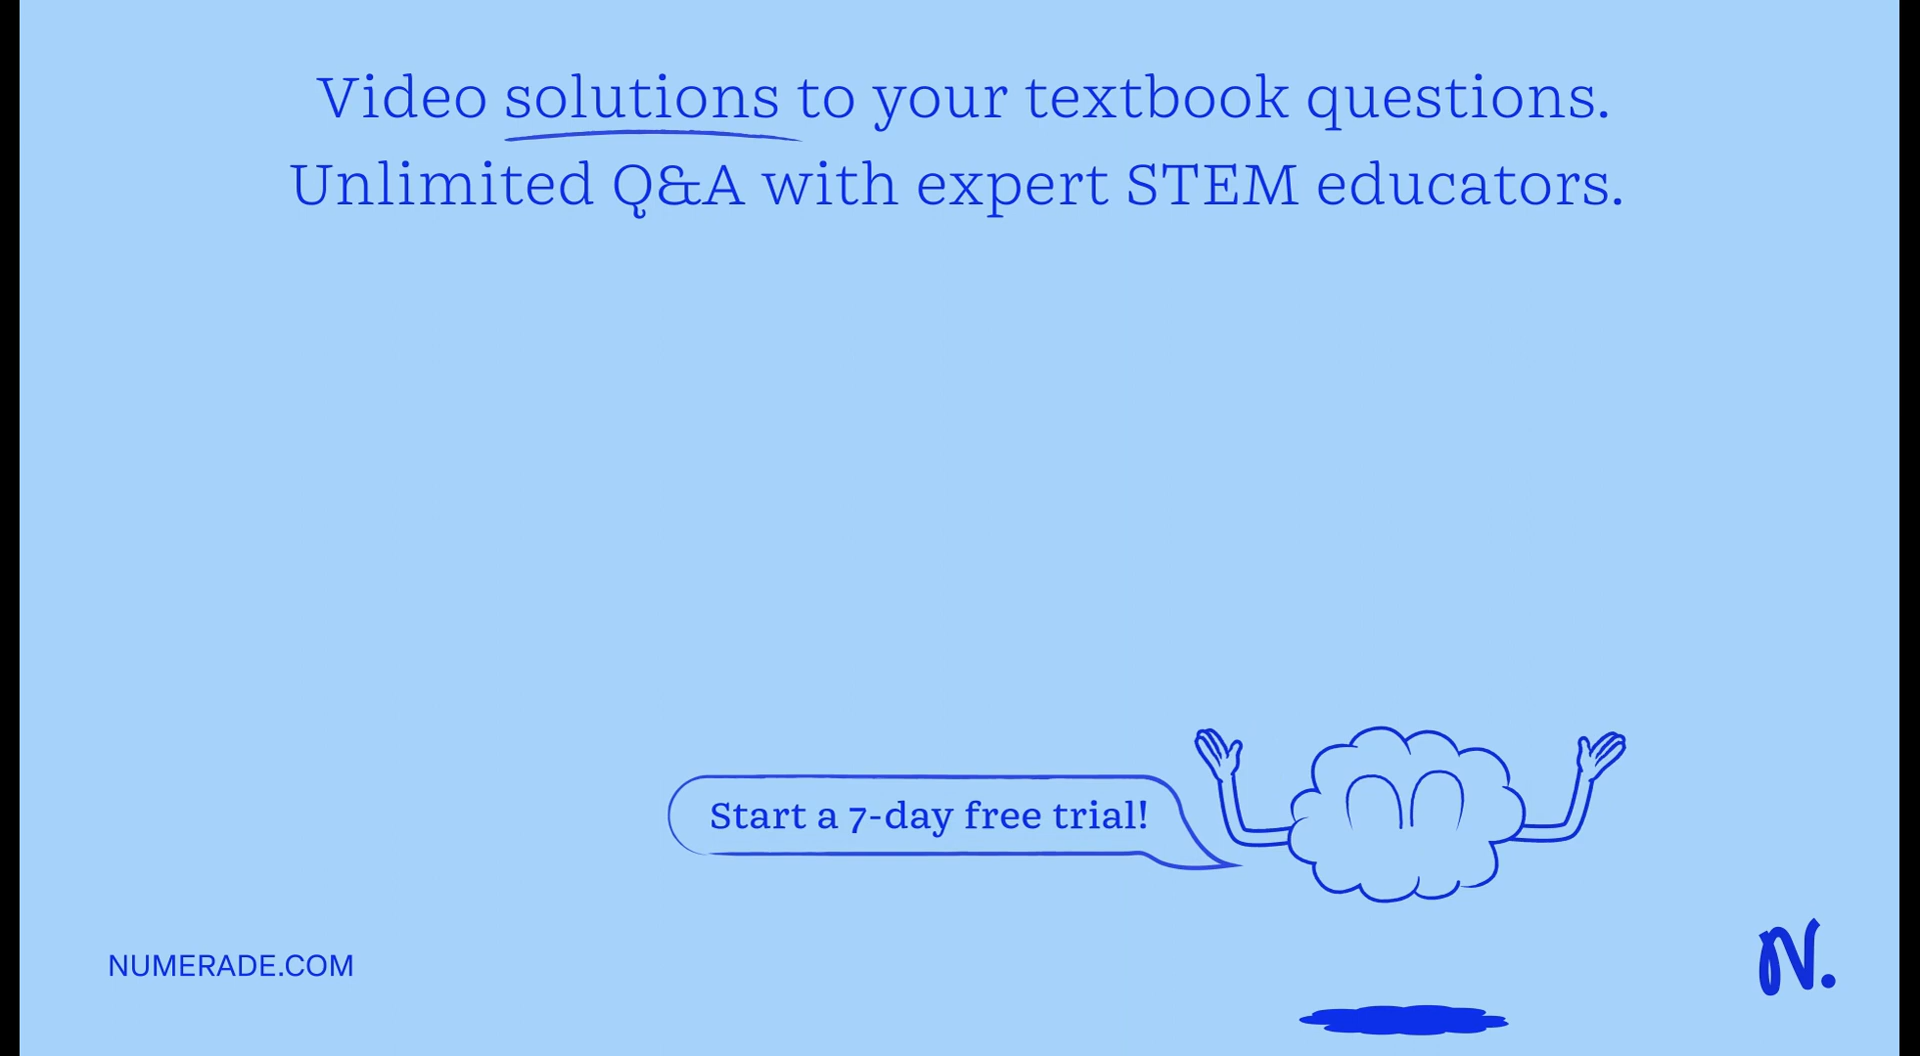 Video solutions to your textbook questions.
Unlimited Q&A with expert STEM educators.
Start a 7-day free trial!
NUMERADE.COM
N.